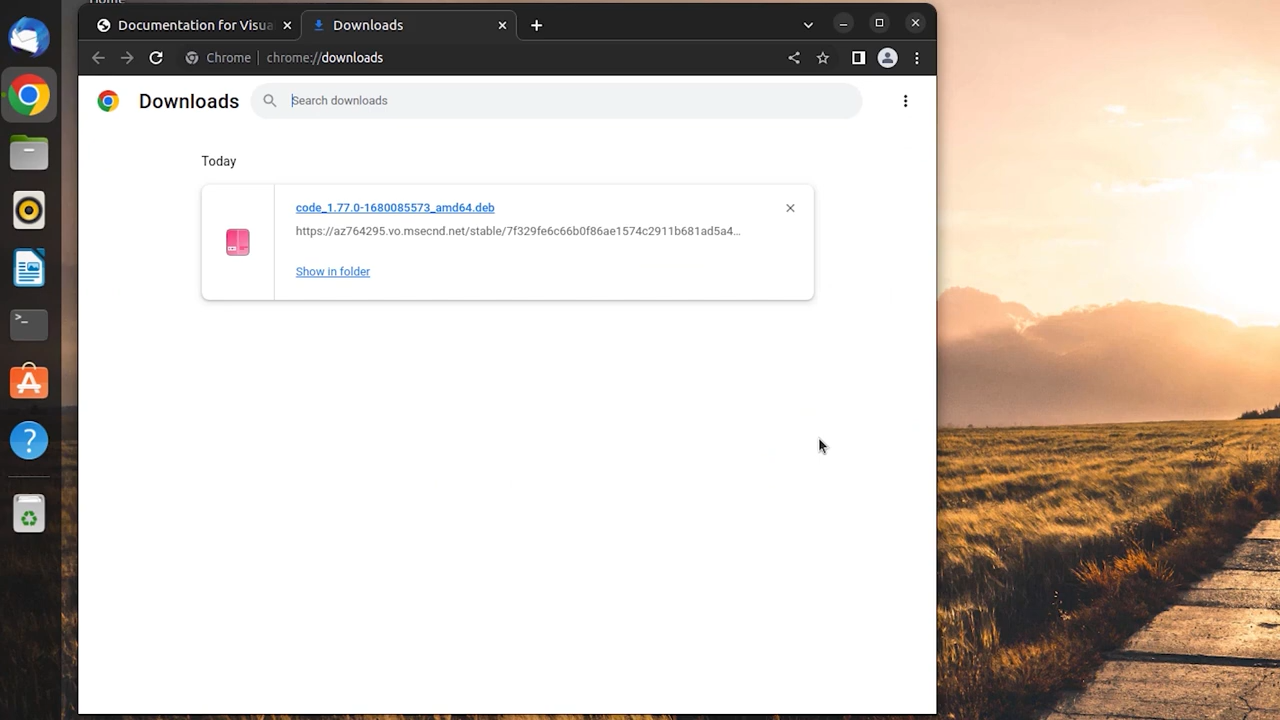 Documentation for Visua
Downloads
Chrome
chrome://downloads
Downloads
Search downloads
Today
code_1.77.0-1680085573_amd64.deb
https://az764295.vo.msecnd.net/stable/7f329fe6c66b0f86ae1574c2911b681ad5a4...
Show in folder